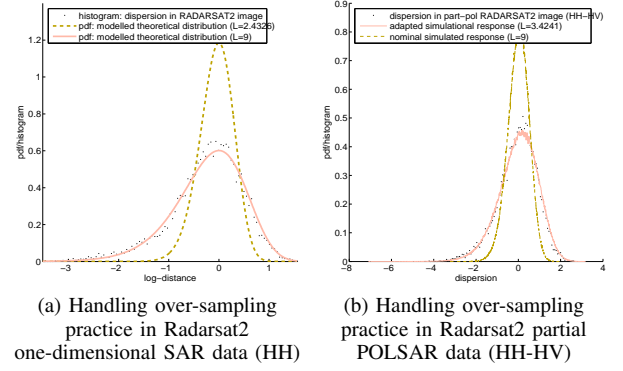 histogram: dispersion in RADARSAT2 image
pdf: modelled theoretical distribution (L=2.4326)
pdf: modelled theoretical distribution (L=9)
1.2
1
0.8
0.6
0.4
0.2
0
pdf/histogram
−3
−2
−1
0
1
log−distance
dispersion in part−pol RADARSAT2 image (HH−HV)
adapted simulational response (L=3.4241)
nominal simulated response (L=9)
0.8
0.7
0.6
0.5
0.4
0.3
0.2
0.1
0
pdf/histogram
−8
−6
−4
−2
0
2
4
dispersion
(a) Handling over-sampling
practice in Radarsat2
one-dimensional SAR data (HH)
(b) Handling over-sampling
practice in Radarsat2 partial
POLSAR data (HH-HV)